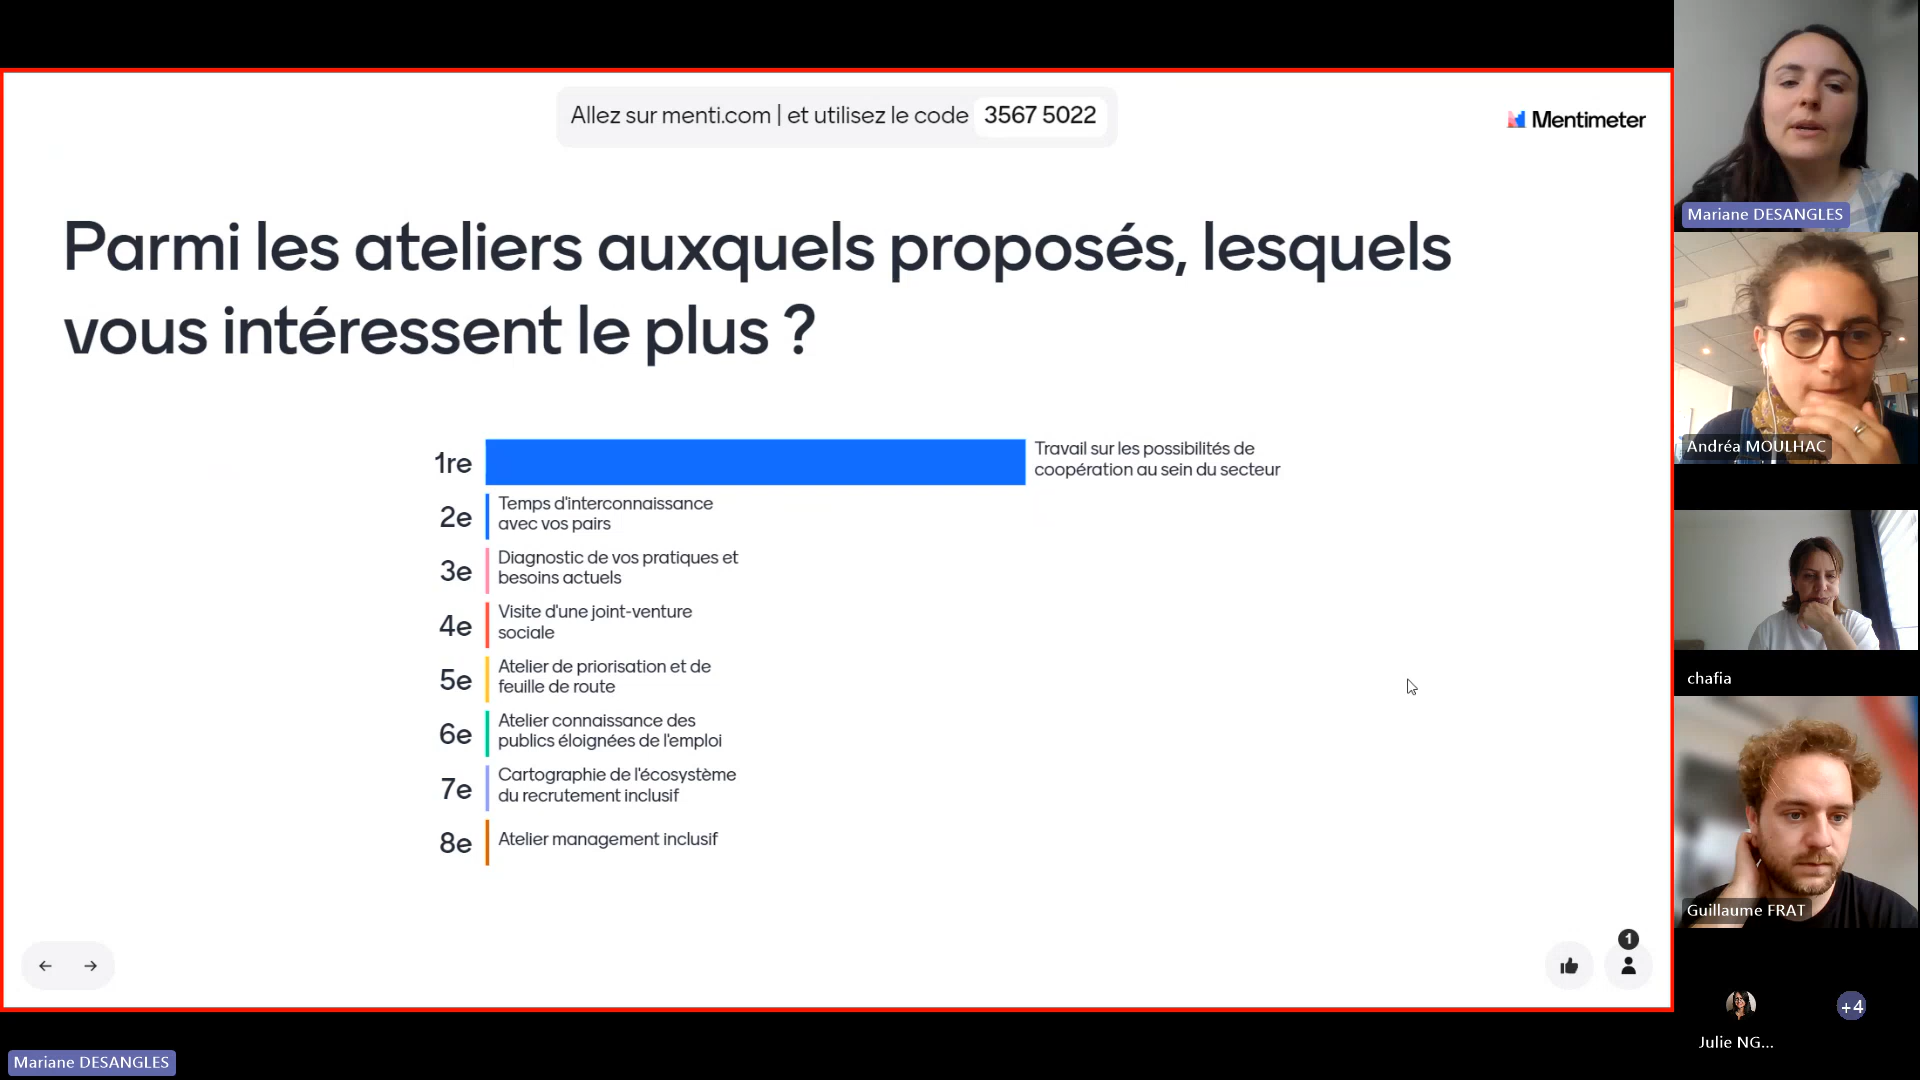 Allez sur menti.com | et utilisez le code 3567 5022
Mentimeter
Parmi les ateliers auxquels proposés, lesquels
vous intéressent le plus ?
1re
Travail sur les possibilités de
coopération au sein du secteur
2e
Temps d'interconnaissance
avec vos pairs
3e
Diagnostic de vos pratiques et
besoins actuels
4e
Visite d'une joint-venture
sociale
5e
Atelier de priorisation et de
feuille de route
6e
Atelier connaissance des
publics éloignées de l'emploi
7e
Cartographie de l'écosystème
du recrutement inclusif
8e
Atelier management inclusif
1
Mariane DESANGLES
Andréa MOULHAC
chafia
Guillaume FRAT
+4
Julie NG...
Mariane DESANGLES